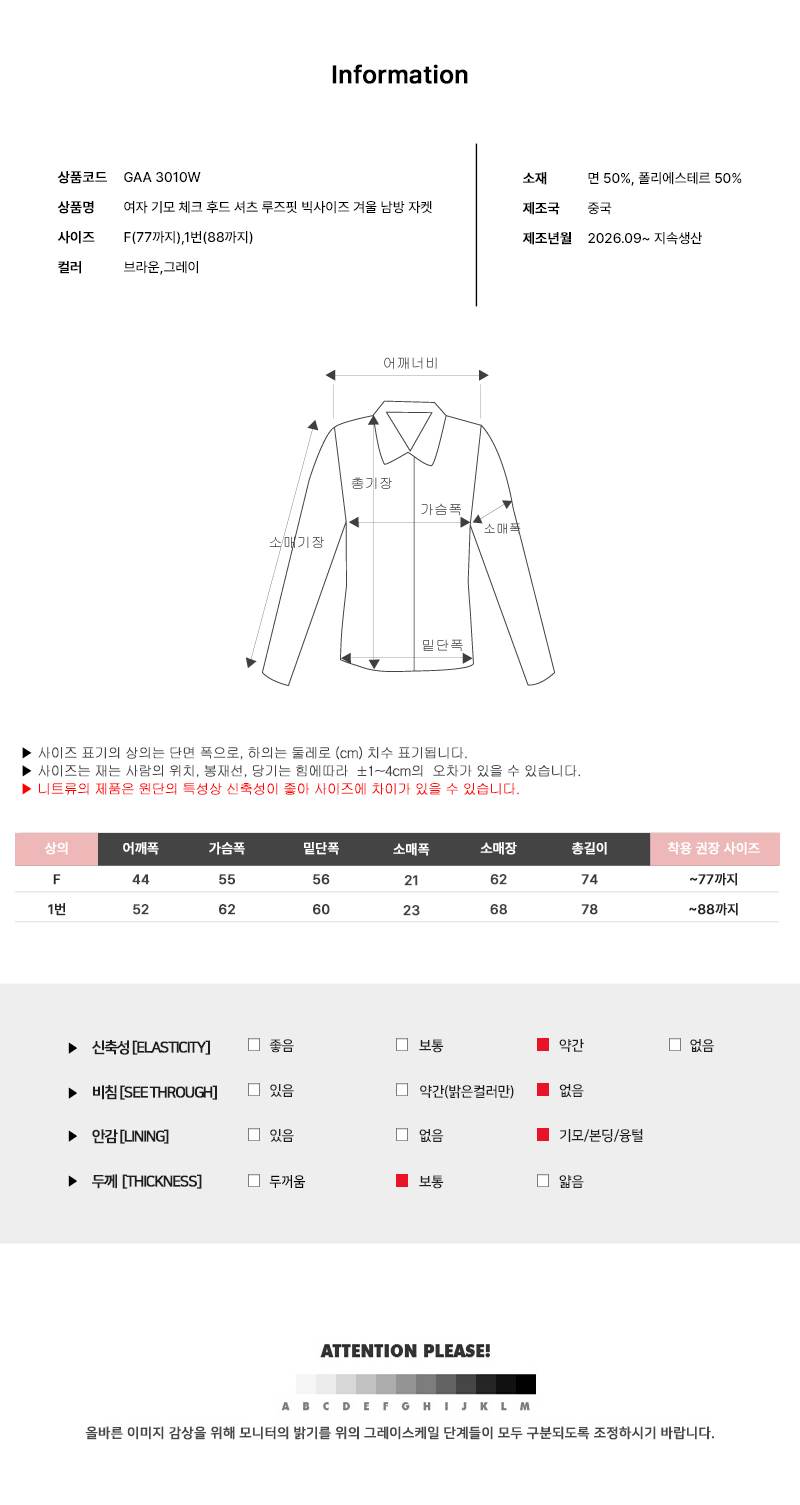 Information
상품코드 GAA 3010W
상품명 여자 기모 체크 후드 셔츠 루즈핏 빅사이즈 겨울 남방 자켓
사이즈 F(77까지),1번(88까지)
컬러 브라운,그레이
소재 면 50%, 폴리에스테르 50%
제조국 중국
제조년월 2026.09~ 지속생산
어깨너비
총기장
가슴폭
소매폭
소매기장
밑단폭
▶ 사이즈 표기의 상의는 단면 폭으로, 하의는 둘레로 (cm) 치수 표기됩니다.
▶ 사이즈는 재는 사람의 위치, 봉재선, 당기는 힘에따라 ±1~4cm의 오차가 있을 수 있습니다.
▶ 니트류의 제품은 원단의 특성상 신축성이 좋아 사이즈에 차이가 있을 수 있습니다.
상의 어깨폭 가슴폭 밑단폭 소매폭 소매장 총길이 착용 권장 사이즈
F 44 55 56 21 62 74 ~77까지
1번 52 62 60 23 68 78 ~88까지
▶ 신축성[ELASTICITY] 좋음 보통 약간 없음
▶ 비침[SEE THROUGH] 있음 약간(밝은컬러만) 없음
▶ 안감[LINING] 있음 없음 기모/본딩/융털
▶ 두께 [THICKNESS] 두꺼움 보통 얇음
ATTENTION PLEASE!
A B C D E F G H I J K L M
올바른 이미지 감상을 위해 모니터의 밝기를 위의 그레이스케일 단계들이 모두 구분되도록 조정하시기 바랍니다.